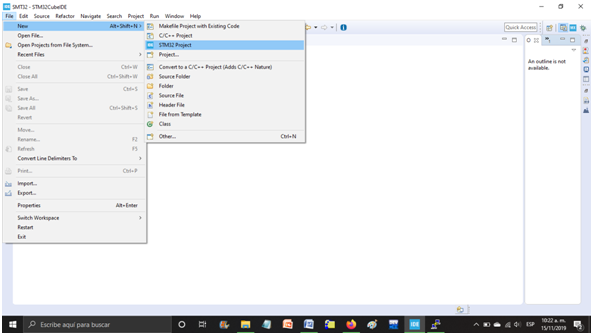 SMT32 - STM32CubeIDE
File Edit Source Refactor Navigate Search Project Run Window Help
New Alt+Shift+N
Open File...
Open Projects from File System...
Recent Files
Close Ctrl+W
Close All Ctrl+Shift+W
Save Ctrl+S
Save As...
Save All Ctrl+Shift+S
Revert
Move...
Rename... F2
Refresh F5
Convert Line Delimiters To
Print... Ctrl+P
Import...
Export...
Properties Alt+Enter
Switch Workspace
Restart
Exit
Makefile Project with Existing Code
C/C++ Project
STM32 Project
Project...
Convert to a C/C++ Project (Adds C/C++ Nature)
Source Folder
Folder
Source File
Header File
File from Template
Class
Other... Ctrl+N
Quick Access
An outline is not
available.
Escribe aquí para buscar
ESP
10:22 a. m.
15/11/2019